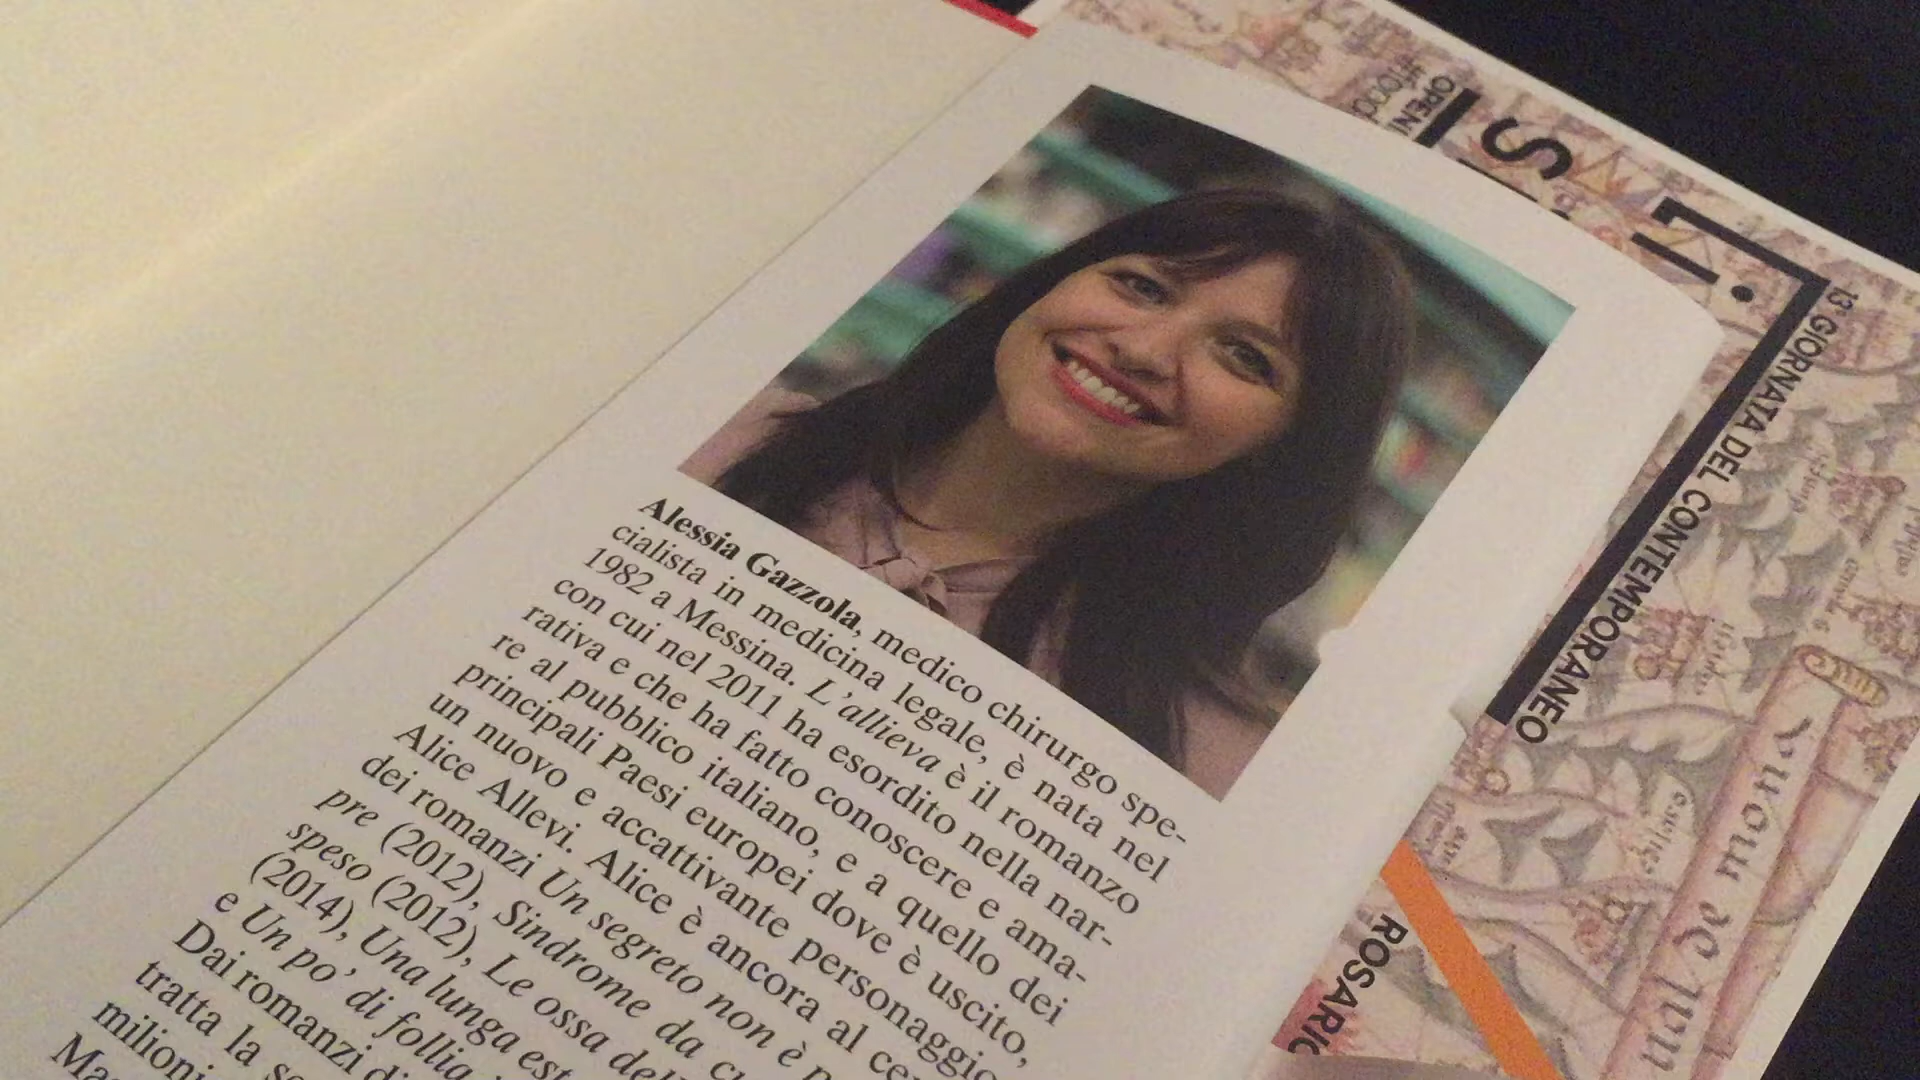 Alessia Gazzola, medico chirurgo spe-
cialista in medicina legale, è nata nel
1982 a Messina. L'allieva è il romanzo
con cui nel 2011 ha esordito nella nar-
rativa e che ha fatto conoscere e ama-
re al pubblico italiano, e a quello dei
principali Paesi europei dove è uscito,
un nuovo e accattivante personaggio
Alice Allevi. Alice è ancora al
dei romanzi Un segreto non è
pre (2012), Sindrome da
speso (2012), Le ossa
(2014), Una lunga
e Un po' di follia
Dai romanzi
tratta la
milioni
OPEN
S
13ª GIORNATA DEL CONTEMPORANEO
val de mona